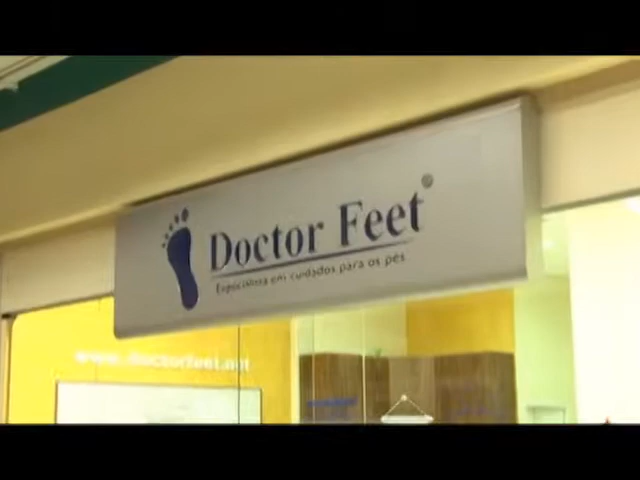 Doctor Feet®
Especialista em cuidados para os pés
www.doctorfeet.net